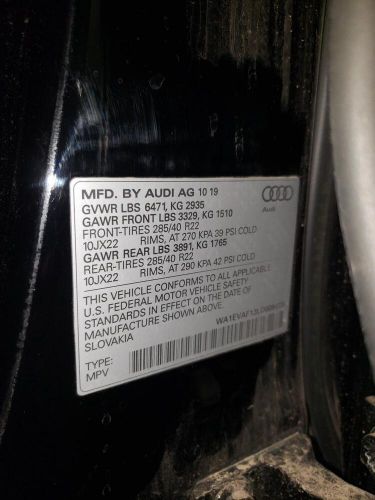 MFD. BY AUDI AG 10 19
GVWR LBS 6471, KG 2935
GAWR FRONT LBS 3329, KG 1510
FRONT-TIRES 285/40 R22
10JX22 RIMS, AT 270 KPA 39 PSI COLD
GAWR REAR LBS 3891, KG 1765
REAR-TIRES 285/40 R22
10JX22 RIMS, AT 290 KPA 42 PSI COLD
THIS VEHICLE CONFORMS TO ALL APPLICABLE
U.S. FEDERAL MOTOR VEHICLE SAFETY
STANDARDS IN EFFECT ON THE DATE OF
MANUFACTURE SHOWN ABOVE.
SLOVAKIA
TYPE:
MPV
Audi